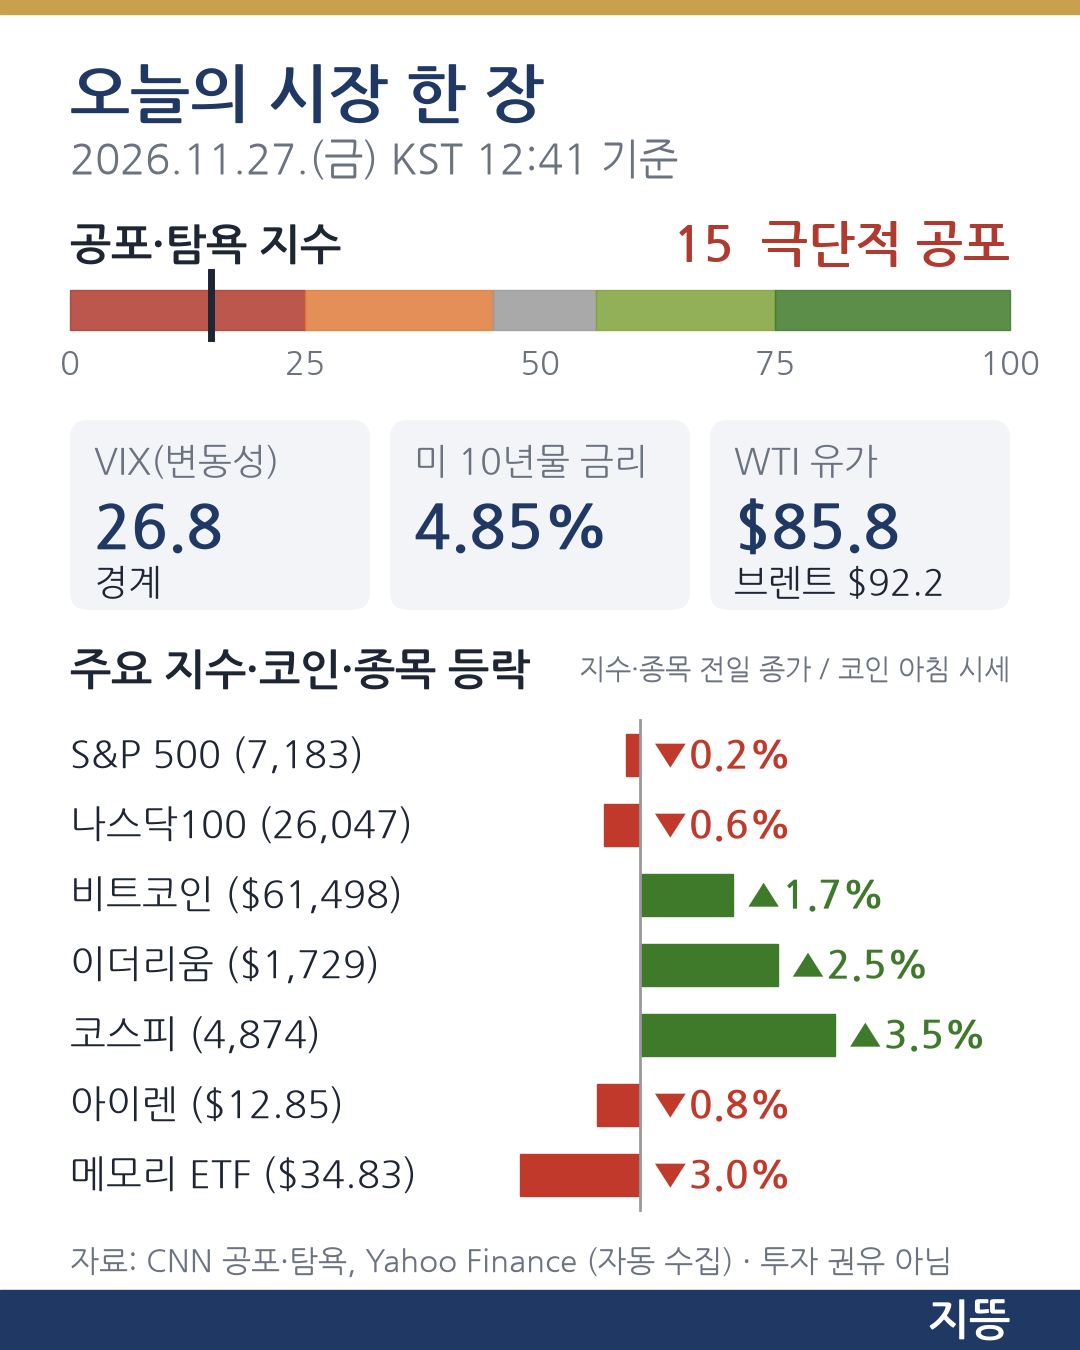 오늘의 시장 한 장
2026.11.27.(금) KST 12:41 기준
공포·탐욕 지수 15 극단적 공포
0 25 50 75 100
VIX(변동성)
26.8
경계
미 10년물 금리
4.85%
WTI 유가
$85.8
브렌트 $92.2
주요 지수·코인·종목 등락 지수·종목 전일 종가 / 코인 아침 시세
S&P 500 (7,183) ▼0.2%
나스닥100 (26,047) ▼0.6%
비트코인 ($61,498) ▲1.7%
이더리움 ($1,729) ▲2.5%
코스피 (4,874) ▲3.5%
아이렌 ($12.85) ▼0.8%
메모리 ETF ($34.83) ▼3.0%
자료: CNN 공포·탐욕, Yahoo Finance (자동 수집) · 투자 권유 아님
지뚱